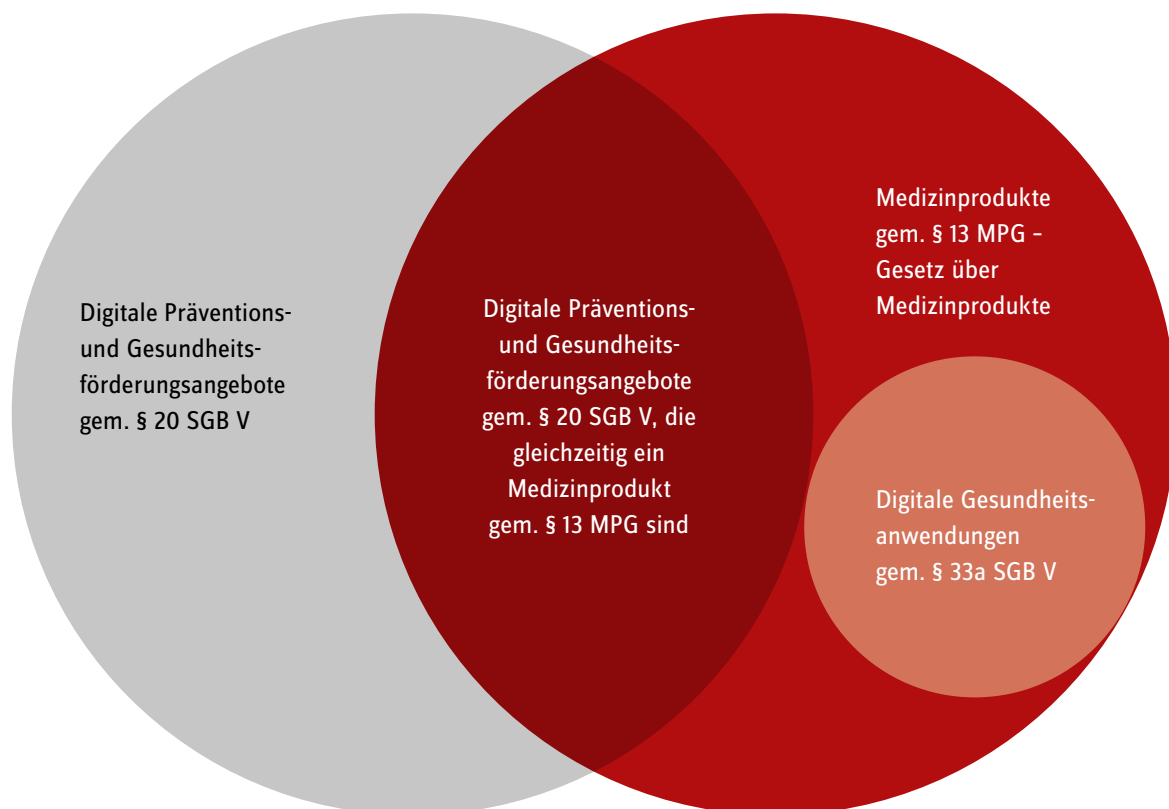 Digitale Präventions-
und Gesundheits-
förderungsangebote
gem. § 20 SGB V
Digitale Präventions-
und Gesundheits-
förderungsangebote
gem. § 20 SGB V, die
gleichzeitig ein
Medizinprodukt
gem. § 13 MPG sind
Medizinprodukte
gem. § 13 MPG –
Gesetz über
Medizinprodukte
Digitale Gesundheits-
anwendungen
gem. § 33a SGB V